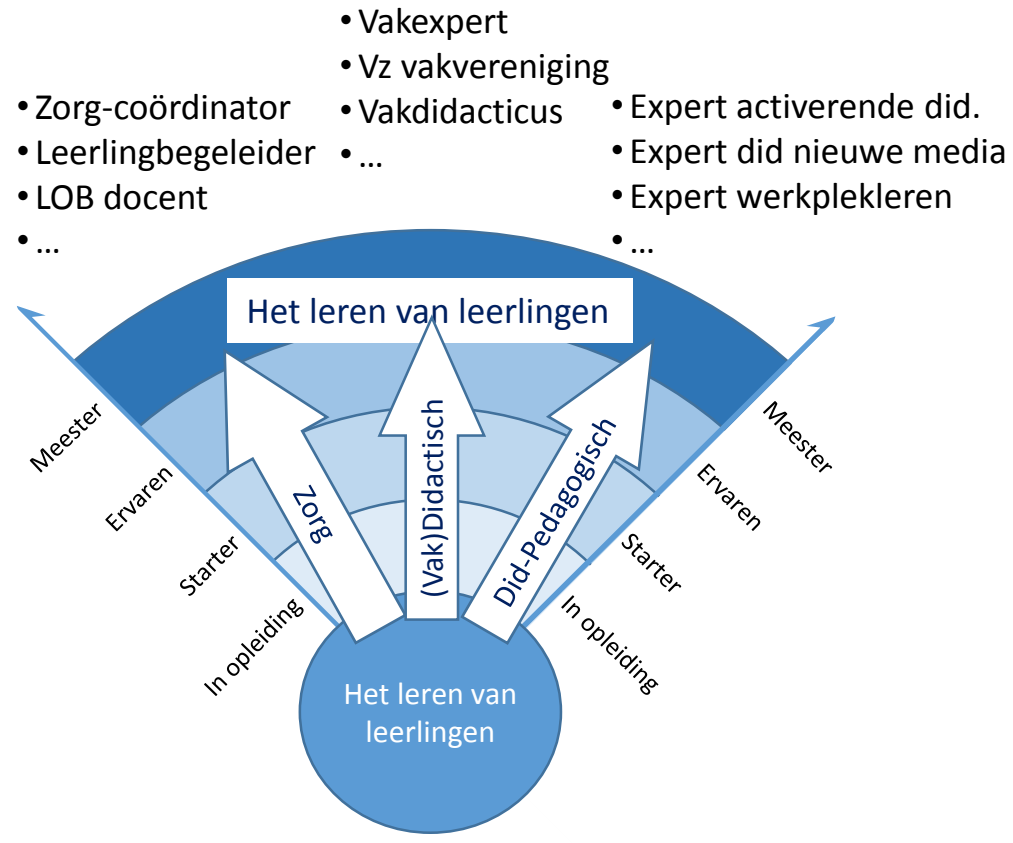 • Vakexpert
• Vz vakvereniging
• Vakdidacticus
• ...
• Zorg-coördinator
• Leerlingbegeleider
• LOB docent
• ...
• Expert activerende did.
• Expert did nieuwe media
• Expert werkplekleren
• ...
Het leren van leerlingen
Meester
Ervaren
Starter
In opleiding
Zorg
(Vak)Didactisch
Did-Pedagogisch
Meester
Ervaren
Starter
In opleiding
Het leren van
leerlingen